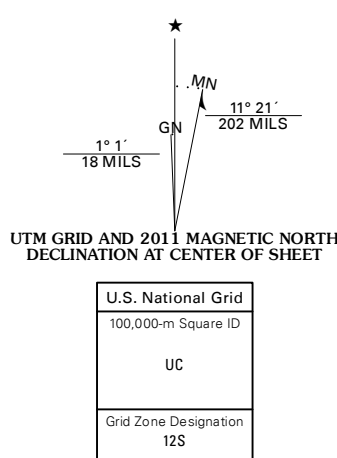 ★
MN
GN
11° 21´
202 MILS
1° 1´
18 MILS
UTM GRID AND 2011 MAGNETIC NORTH
DECLINATION AT CENTER OF SHEET
U.S. National Grid
100,000-m Square ID
UC
Grid Zone Designation
12S